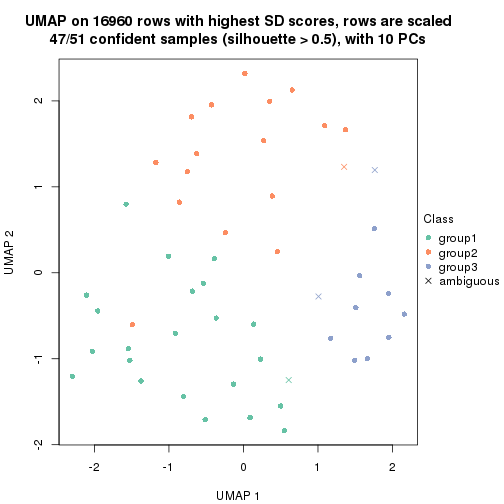 UMAP on 16960 rows with highest SD scores, rows are scaled
47/51 confident samples (silhouette > 0.5), with 10 PCs
2
1
0
-1
-2
UMAP 2
-2
-1
0
1
2
UMAP 1
Class
group1
group2
group3
ambiguous